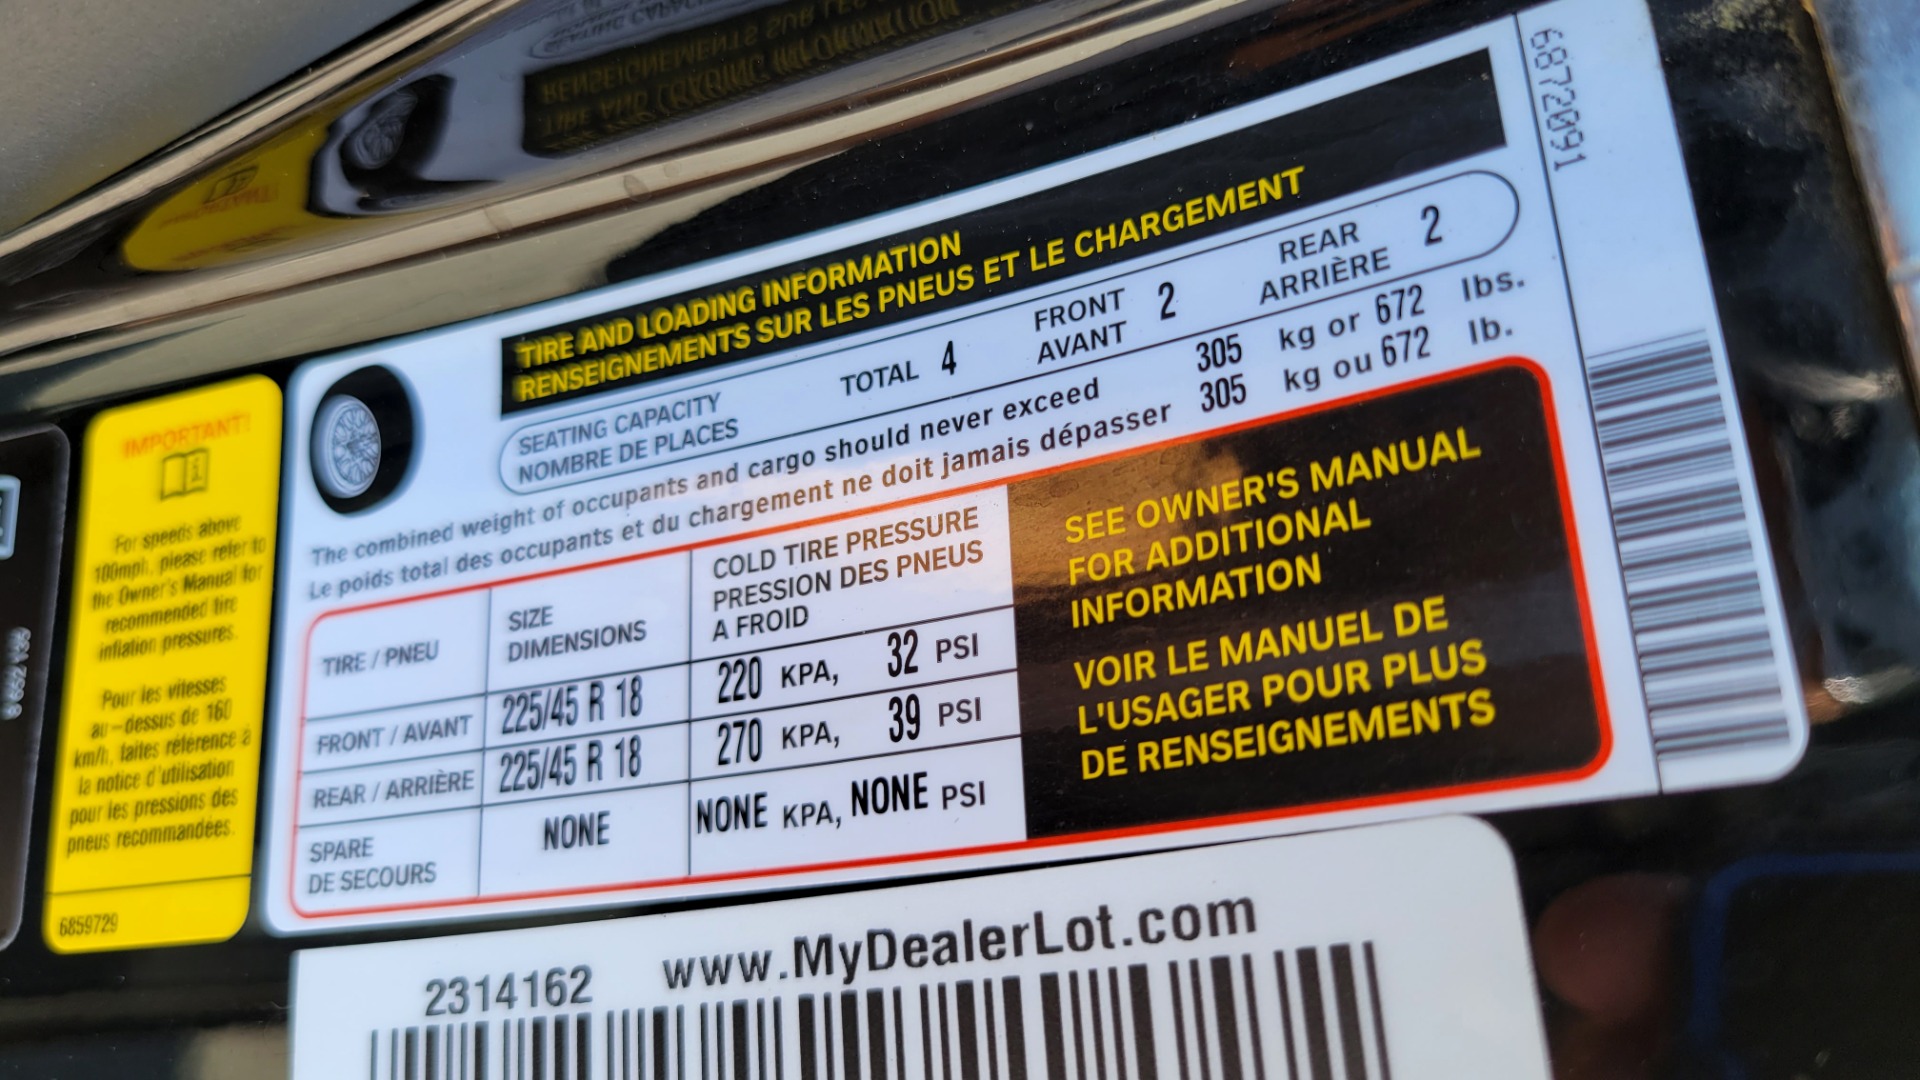 TIRE AND LOADING INFORMATION
RENSEIGNEMENTS SUR LES PNEUS ET LE CHARGEMENT
SEATING CAPACITY
NOMBRE DE PLACES
TOTAL 4
FRONT
AVANT
2
REAR
ARRIÈRE
2
The combined weight of occupants and cargo should never exceed 305 kg or 672 lbs.
Le poids total des occupants et du chargement ne doit jamais dépasser 305 kg ou 672 lb.
TIRE / PNEU
SIZE
DIMENSIONS
COLD TIRE PRESSURE
PRESSION DES PNEUS
A FROID
FRONT / AVANT 225/45 R 18 220 KPA, 32 PSI
REAR / ARRIÈRE 225/45 R 18 270 KPA, 39 PSI
SPARE
DE SECOURS
NONE NONE KPA, NONE PSI
SEE OWNER'S MANUAL
FOR ADDITIONAL
INFORMATION
VOIR LE MANUEL DE
L'USAGER POUR PLUS
DE RENSEIGNEMENTS
6872091
IMPORTANT!
For speeds above
100mph, please refer to
the Owner's Manual for
recommended tire
inflation pressures.
Pour les vitesses
au-dessus de 160
km/h, faites référence à
la notice d'utilisation
pour les pressions des
pneus recommandées.
6859729
2314162
www.MyDealerLot.com